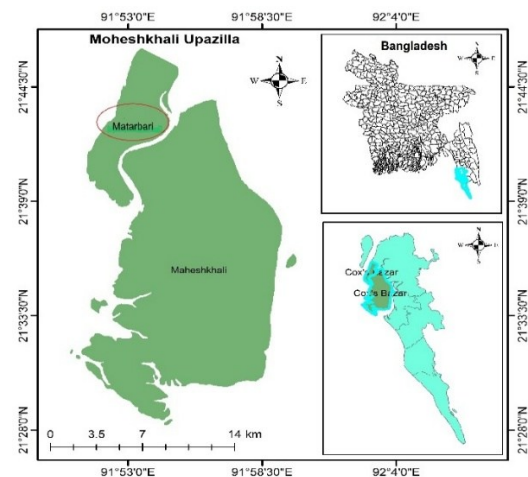 91°53'0"E 91°58'30"E 92°4'0"E
Moheshkhali Upazilla
N
W E
S
Matarbari
Maheshkhali
0 3.5 7 14 km
Bangladesh
N
W E
S
N
W E
S
Cox's Bazar
Cox's Bazar
21°44'30"N
21°39'0"N
21°33'30"N
21°28'0"N
21°44'30"N
21°39'0"N
21°33'30"N
21°28'0"N
91°53'0"E 91°58'30"E 92°4'0"E